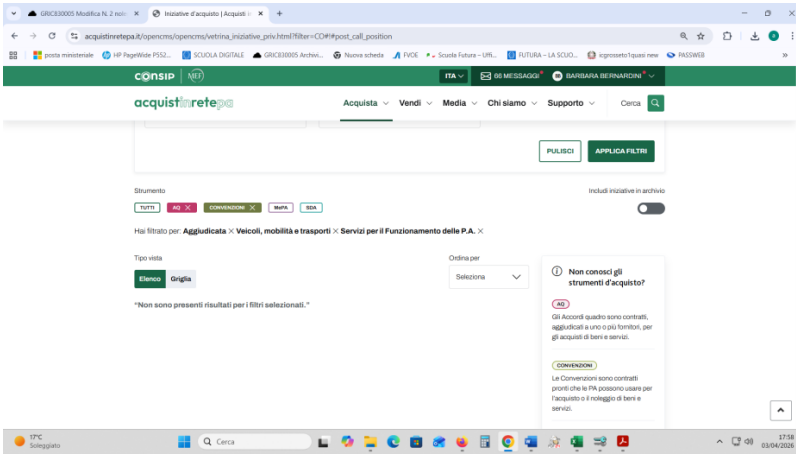 GRIC830005 Modifica N. 2 nole
Iniziative d'acquisto | Acquisti in
acquistinretepa.it/opencms/opencms/vetrina_iniziative_priv.html?filter=CO#!#post_call_position
posta ministeriale
HP PageWide P552...
SCUOLA DIGITALE
GRIC830005 Archivi...
Nuova scheda
FVOE
Scuola Futura – Uffi...
FUTURA – LA SCUO...
icgrosseto1quasi new
PASSWEB
»
consip MEF
ITA
66 MESSAGGI
BB
BARBARA BERNARDINI
acquistinretepa
Acquista
Vendi
Media
Chi siamo
Supporto
Cerca
PULISCI
APPLICA FILTRI
Strumento
Includi iniziative in archivio
TUTTI
AQ ×
CONVENZIONI ×
MePA
SDA
Hai filtrato per: Aggiudicata × Veicoli, mobilità e trasporti × Servizi per il Funzionamento delle P.A. ×
Tipo vista
Elenco
Griglia
Ordina per
Seleziona
"Non sono presenti risultati per i filtri selezionati."
Non conosci gli
strumenti d'acquisto?
AQ
Gli Accordi quadro sono contratti,
aggiudicati a uno o più fornitori, per
gli acquisti di beni e servizi.
CONVENZIONI
Le Convenzioni sono contratti
pronti che le PA possono usare per
l'acquisto o il noleggio di beni e
servizi.
17°C
Soleggiato
Cerca
17:58
03/04/2026